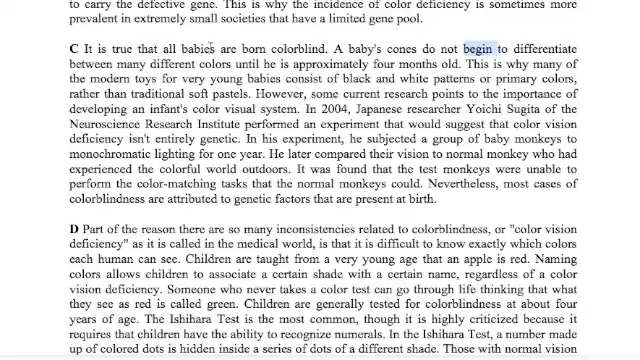 to carry the defective gene. This is why the incidence of color deficiency is sometimes more
prevalent in extremely small societies that have a limited gene pool.
C It is true that all babies are born colorblind. A baby's cones do not begin to differentiate
between many different colors until he is approximately four months old. This is why many of
the modern toys for very young babies consist of black and white patterns or primary colors,
rather than traditional soft pastels. However, some current research points to the importance of
developing an infant's color visual system. In 2004, Japanese researcher Yoichi Sugita of the
Neuroscience Research Institute performed an experiment that would suggest that color vision
deficiency isn't entirely genetic. In his experiment, he subjected a group of baby monkeys to
monochromatic lighting for one year. He later compared their vision to normal monkey who had
experienced the colorful world outdoors. It was found that the test monkeys were unable to
perform the color-matching tasks that the normal monkeys could. Nevertheless, most cases of
colorblindness are attributed to genetic factors that are present at birth.
D Part of the reason there are so many inconsistencies related to colorblindness, or "color vision
deficiency" as it is called in the medical world, is that it is difficult to know exactly which colors
each human can see. Children are taught from a very young age that an apple is red. Naming
colors allows children to associate a certain shade with a certain name, regardless of a color
vision deficiency. Someone who never takes a color test can go through life thinking that what
they see as red is called green. Children are generally tested for colorblindness at about four
years of age. The Ishihara Test is the most common, though it is highly criticized because it
requires that children have the ability to recognize numerals. In the Ishihara Test, a number made
up of colored dots is hidden inside a series of dots of a different shade. Those with normal vision